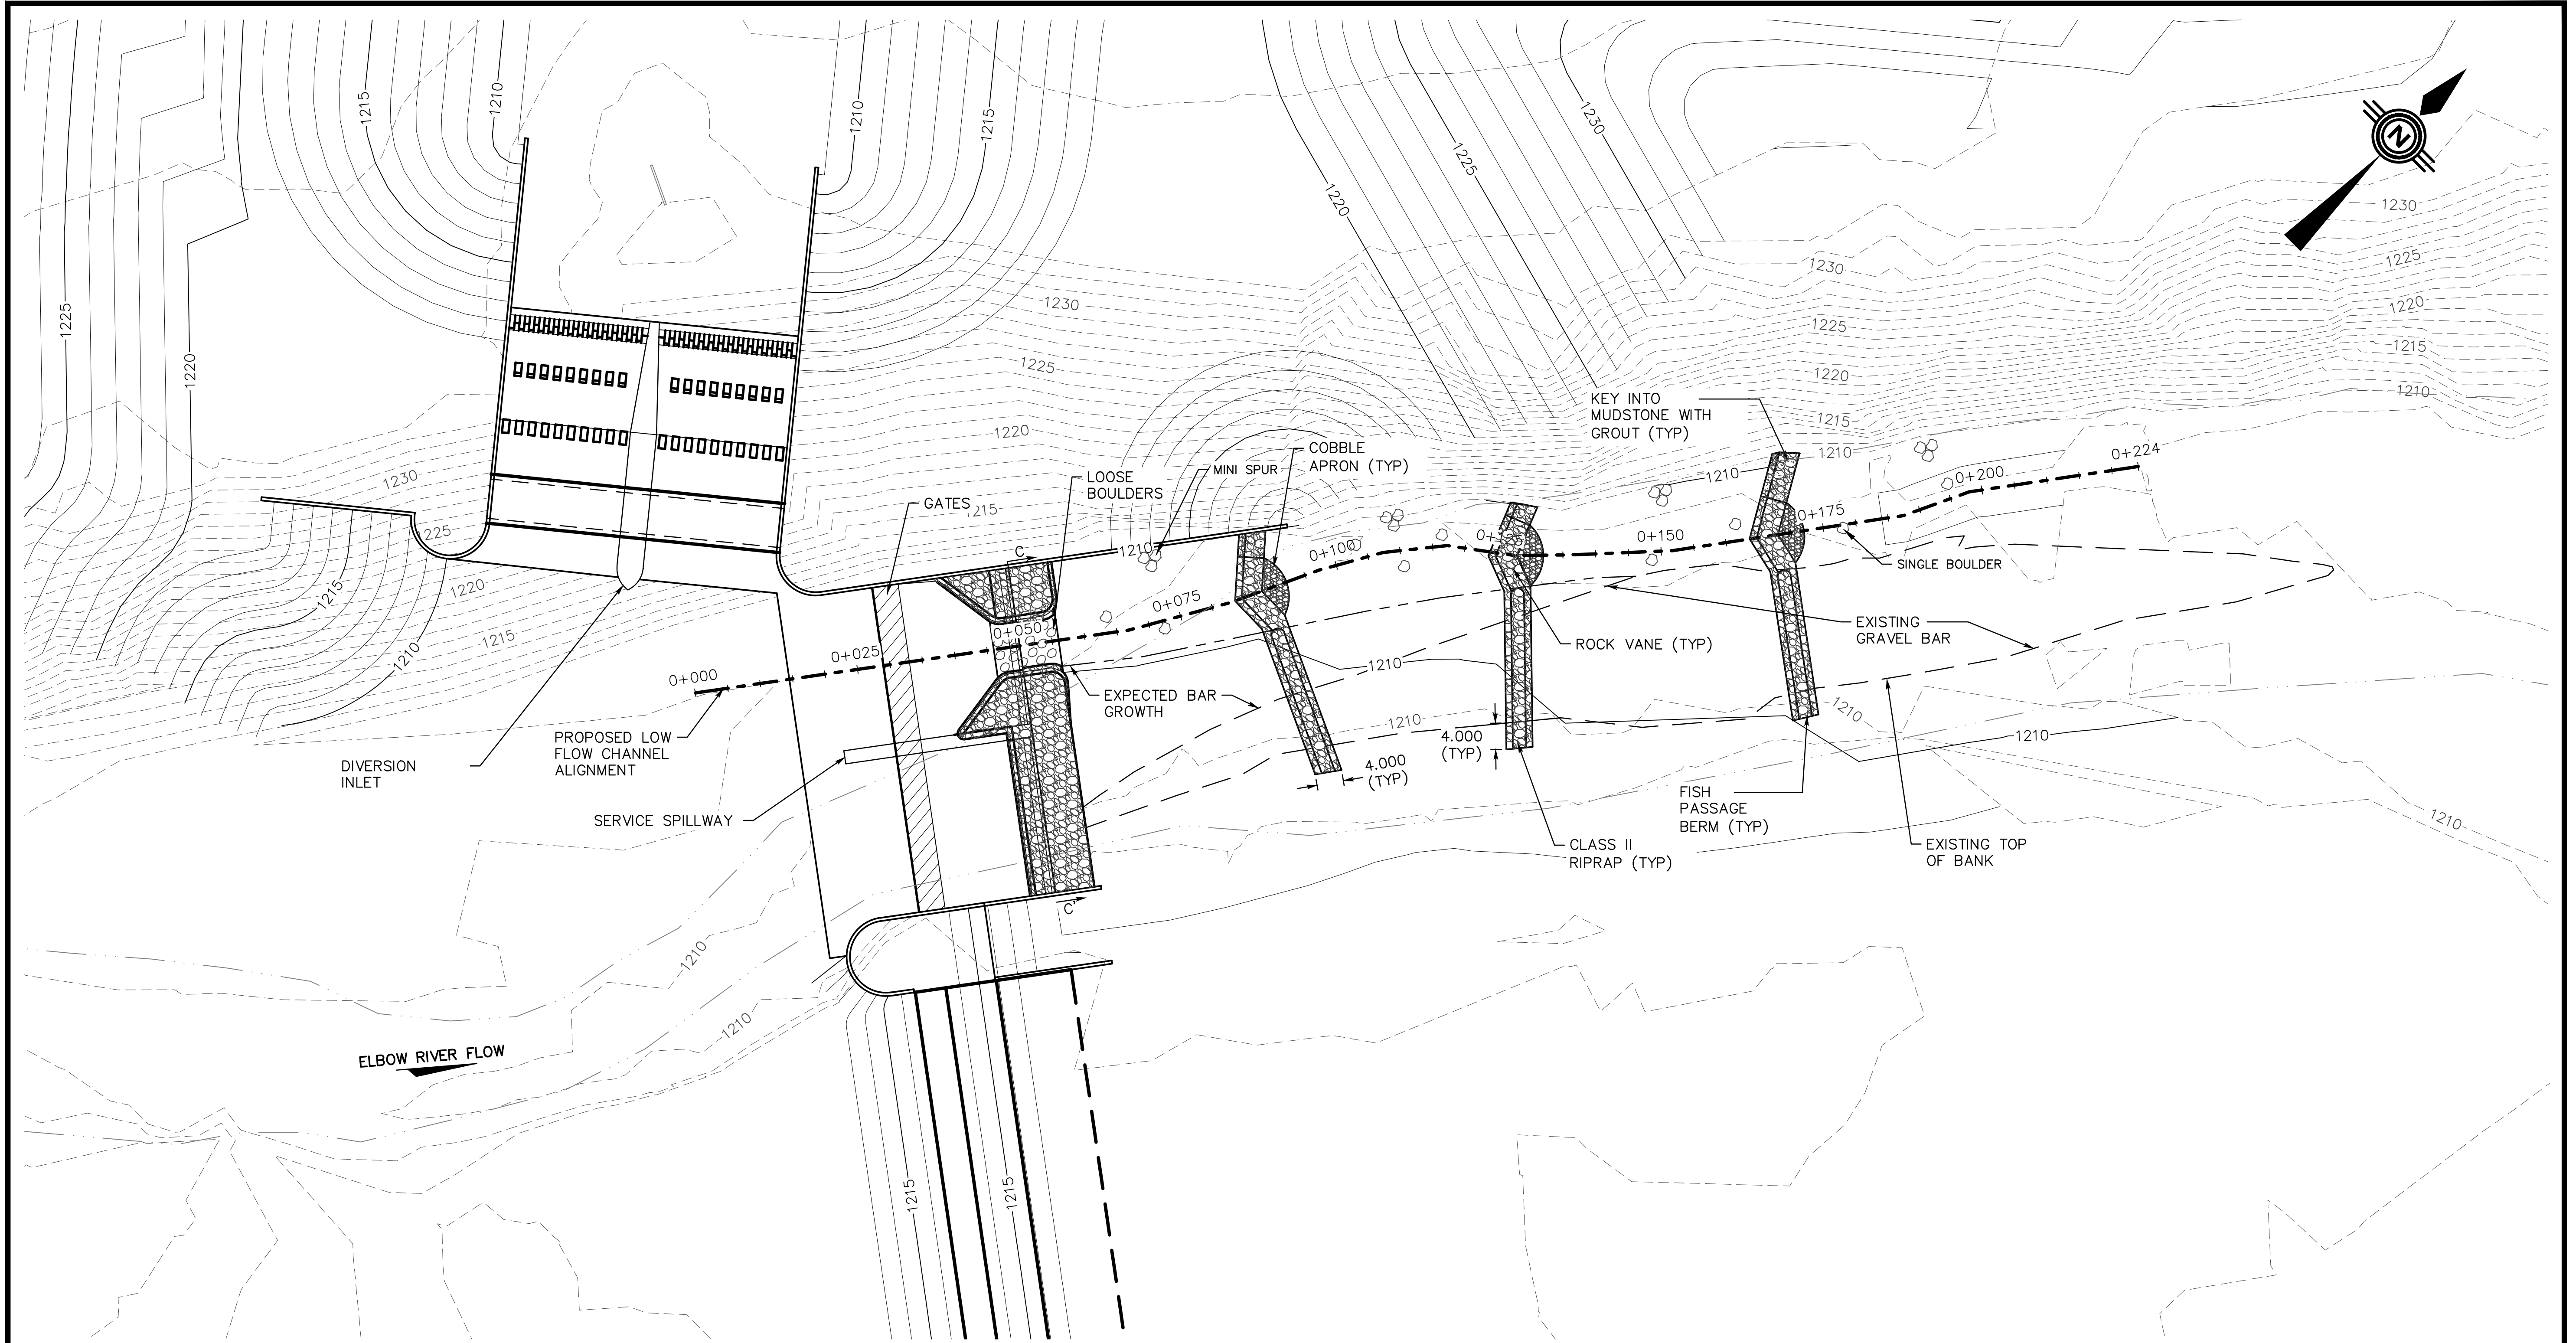 1215
1210
1210
1215
1230
1225
1220
N
1230
1225
1220
1215
1210
1230
1225
1220
1215
1210
1230
1225
1220
215
1225
1220
1230
225
1220
1215
1215
1210
KEY INTO
MUDSTONE WITH
GROUT (TYP)
COBBLE
APRON (TYP)
MINI SPUR
LOOSE
BOULDERS
GATES
C
1210
1210
0+000
0+025
0+050
0+075
0+100
0+150
0+175
0+200
0+224
SINGLE BOULDER
EXISTING
GRAVEL BAR
ROCK VANE (TYP)
1210
EXPECTED BAR
GROWTH
1210
4.000
(TYP)
4.000
(TYP)
1210
1210
1210
PROPOSED LOW
FLOW CHANNEL
ALIGNMENT
DIVERSION
INLET
SERVICE SPILLWAY
FISH
PASSAGE
BERM (TYP)
CLASS II
RIPRAP (TYP)
EXISTING TOP
OF BANK
C'
1210
1210
ELBOW RIVER FLOW
1215
1215